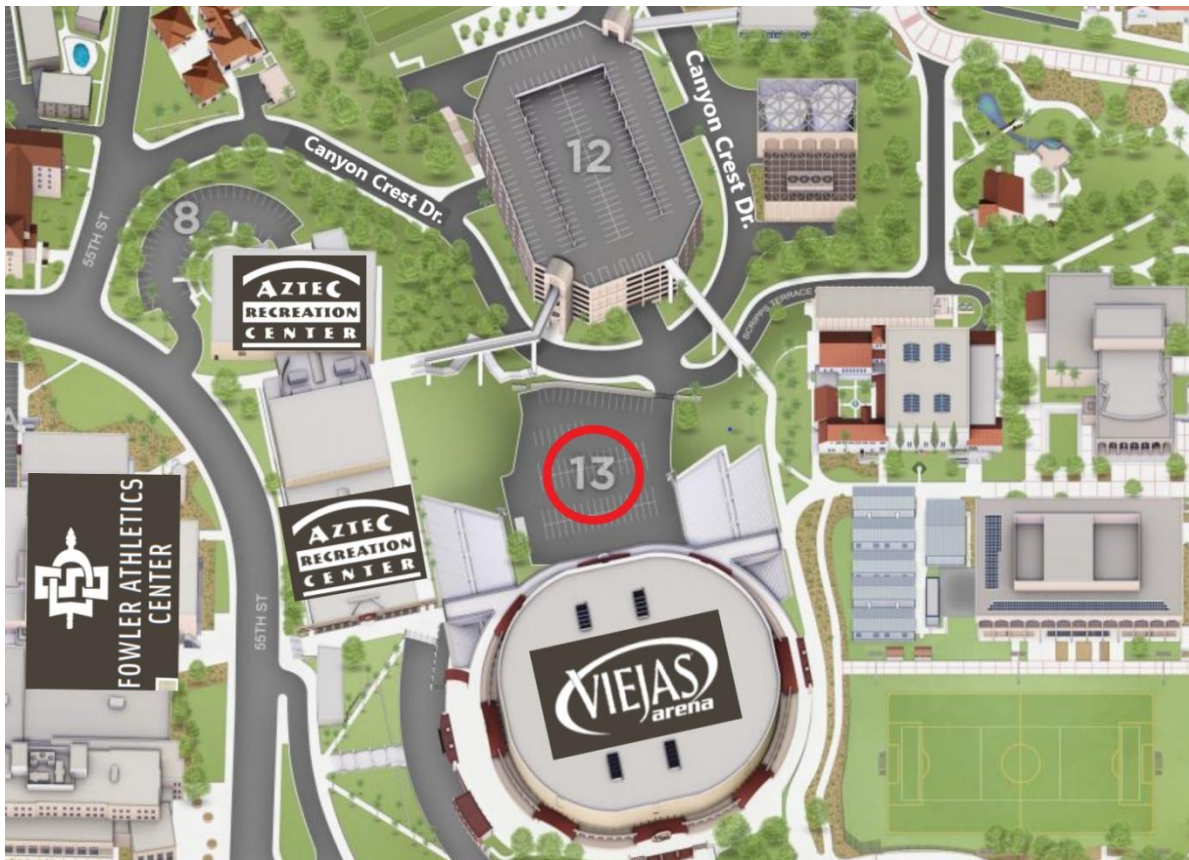 12
Canyon Crest Dr.
Canyon Crest Dr.
8
55TH ST
AZTEC
RECREATION
CENTER
SCRIPPS TERRACE
13
AZTEC
RECREATION
CENTER
FOWLER ATHLETICS
CENTER
55TH ST
VIEJAS
arena